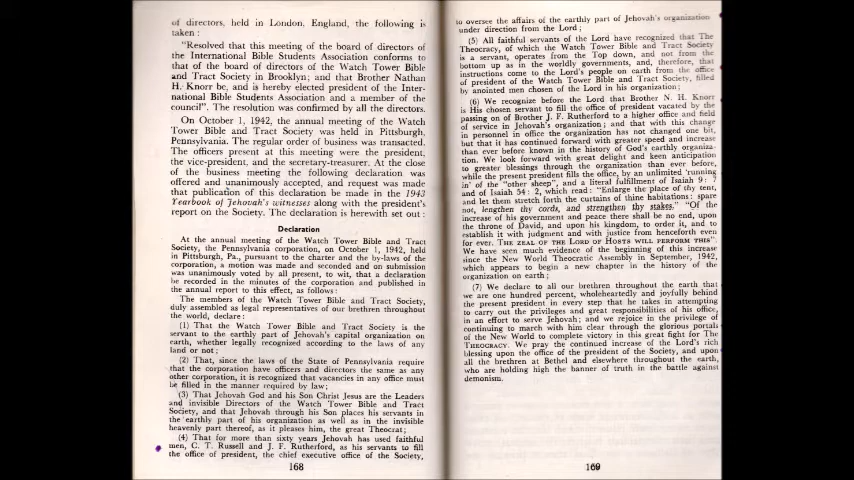 of directors, held in London, England, the following is
taken :
"Resolved that this meeting of the board of directors of
the International Bible Students Association conforms to
that of the board of directors of the Watch Tower Bible
and Tract Society in Brooklyn; and that Brother Nathan
H. Knorr be, and is hereby elected president of the Inter-
national Bible Students Association and a member of the
council". The resolution was confirmed by all the directors.
On October 1, 1942, the annual meeting of the Watch
Tower Bible and Tract Society was held in Pittsburgh,
Pennsylvania. The regular order of business was transacted.
The officers present at this meeting were the president,
the vice-president, and the secretary-treasurer. At the close
of the business meeting the following declaration was
offered and unanimously accepted, and request was made
that publication of this declaration be made in the 1943
Yearbook of Jehovah's witnesses along with the president's
report on the Society. The declaration is herewith set out :
Declaration
At the annual meeting of the Watch Tower Bible and Tract
Society, the Pennsylvania corporation, on October 1, 1942, held
in Pittsburgh, Pa., pursuant to the charter and the by-laws of the
corporation, a motion was made and seconded and on submission
was unanimously voted by all present, to wit, that a declaration
be recorded in the minutes of the corporation and published in
the annual report to this effect, as follows :
The members of the Watch Tower Bible and Tract Society,
duly assembled as legal representatives of our brethren throughout
the world, declare :
(1) That the Watch Tower Bible and Tract Society is the
servant to the earthly part of Jehovah's capital organization on
earth, whether legally recognized according to the laws of any
land or not ;
(2) That, since the laws of the State of Pennsylvania require
that the corporation have officers and directors the same as any
other corporation, it is recognized that vacancies in any office must
be filled in the manner required by law ;
(3) That Jehovah God and his Son Christ Jesus are the Leaders
and invisible Directors of the Watch Tower Bible and Tract
Society, and that Jehovah through his Son places his servants in
the earthly part of his organization as well as in the invisible
heavenly part thereof, as it pleases him, the great Theocrat ;
(4) That for more than sixty years Jehovah has used faithful
men, C. T. Russell and J. F. Rutherford, as his servants to fill
the office of president, the chief executive office of the Society,
168
to oversee the affairs of the earthly part of Jehovah's organization
under direction from the Lord ;
(5) All faithful servants of the Lord have recognized that The
Theocracy, of which the Watch Tower Bible and Tract Society
is a servant, operates from the Top down, and not from the
bottom up as in the worldly governments, and, therefore, that
instructions come to the Lord's people on earth from the office
of president of the Watch Tower Bible and Tract Society, filled
by anointed men chosen of the Lord in his organization ;
(6) We recognize before the Lord that Brother N. H. Knorr
is His chosen servant to fill the office of president vacated by the
passing on of Brother J. F. Rutherford to a higher office and field
of service in Jehovah's organization ; and that with this change
in personnel in office the organization has not changed one bit,
but that it has continued forward with greater speed and increase
than ever before known in the history of God's earthly organiza-
tion. We look forward with great delight and keen anticipation
to greater blessings through the organization than ever before,
while the present president fills the office, by an unlimited 'running
in' of the "other sheep", and a literal fulfillment of Isaiah 9 : 7
and of Isaiah 54 : 2, which read : "Enlarge the place of thy tent,
and let them stretch forth the curtains of thine habitations : spare
not, lengthen thy cords, and strengthen thy stakes." "Of the
increase of his government and peace there shall be no end, upon
the throne of David, and upon his kingdom, to order it, and to
establish it with judgment and with justice from henceforth even
for ever. THE ZEAL OF THE LORD OF HOSTS WILL PERFORM THIS".
We have seen much evidence of the beginning of this increase
since the New World Theocratic Assembly in September, 1942,
which appears to begin a new chapter in the history of the
organization on earth ;
(7) We declare to all our brethren throughout the earth that
we are one hundred percent, wholeheartedly and joyfully behind
the present president in every step that he takes in attempting
to carry out the privileges and great responsibilities of his office,
in an effort to serve Jehovah ; and we rejoice in the privilege of
continuing to march with him clear through the glorious portals
of the New World to complete victory in this great fight for The
THEOCRACY. We pray the continued increase of the Lord's rich
blessing upon the office of president of the Society, and upon
all the brethren at Bethel and elsewhere throughout the earth,
who are holding high the banner of truth in the battle against
demonism.
169